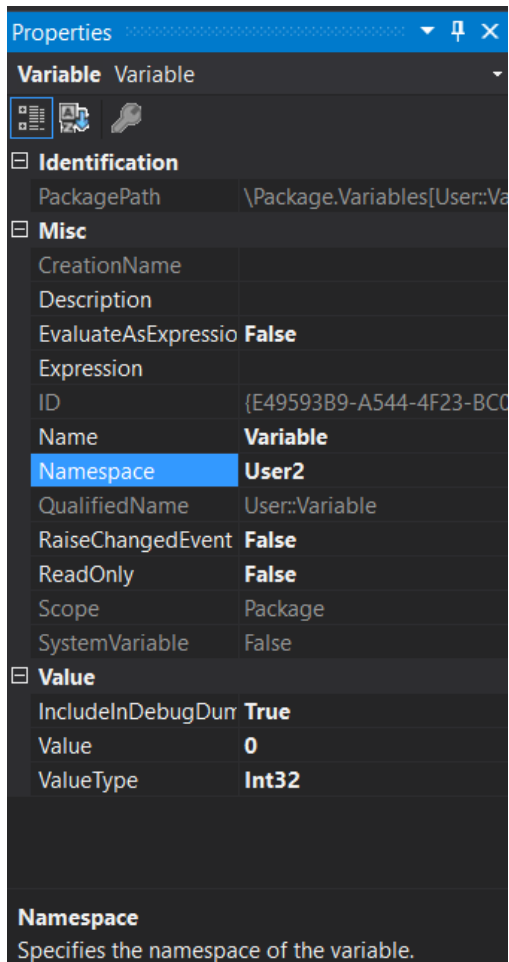 Properties
Variable Variable
Identification
PackagePath \Package.Variables[User::Va
Misc
CreationName
Description
EvaluateAsExpressio False
Expression
ID {E49593B9-A544-4F23-BC0
Name Variable
Namespace User2
QualifiedName User::Variable
RaiseChangedEvent False
ReadOnly False
Scope Package
SystemVariable False
Value
IncludeInDebugDum True
Value 0
ValueType Int32
Namespace
Specifies the namespace of the variable.